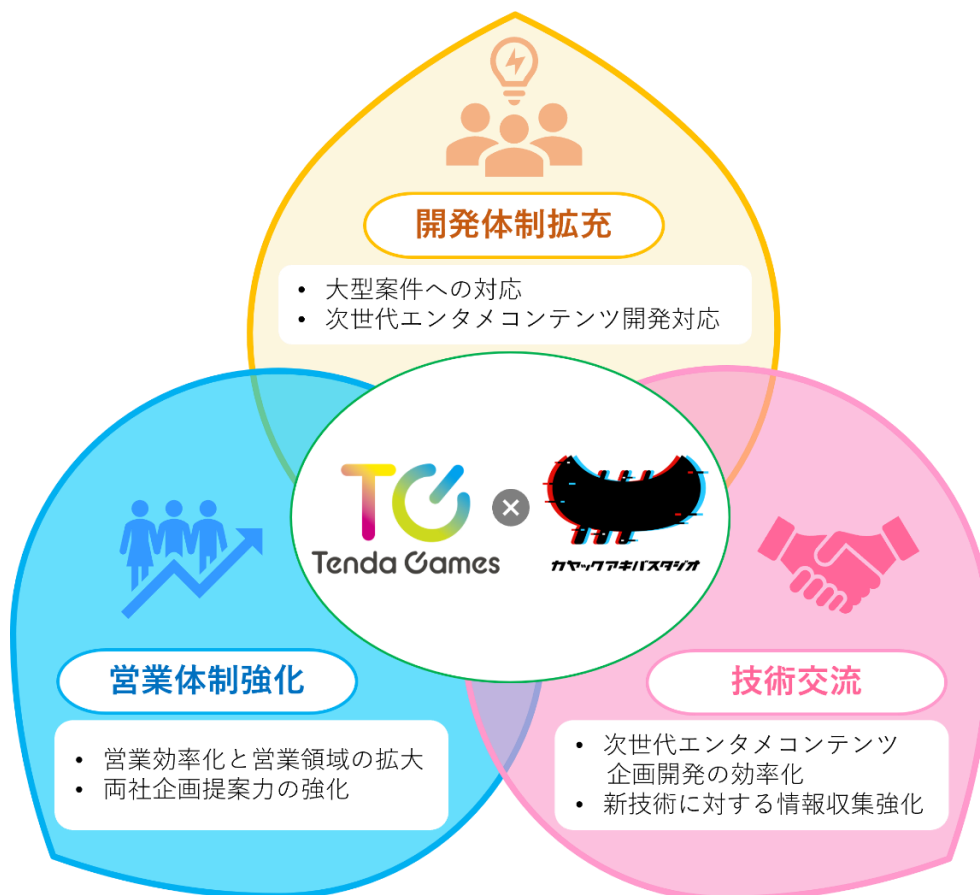 開発体制拡充
• 大型案件への対応
• 次世代エンタメコンテンツ開発対応
TG
Tenda Games
×
カヤックアキバスタジオ
営業体制強化
• 営業効率化と営業領域の拡大
• 両社企画提案力の強化
技術交流
• 次世代エンタメコンテンツ
企画開発の効率化
• 新技術に対する情報収集強化